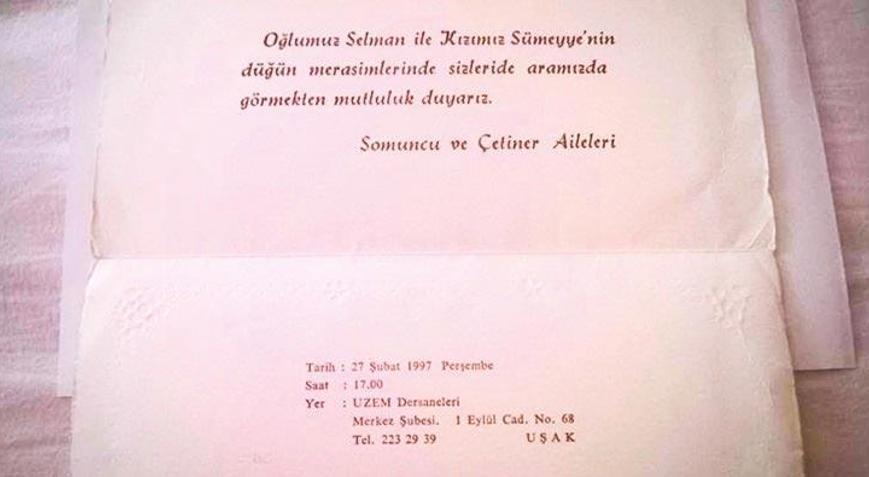 Oğlumuz Selman ile Kızımız Sümeyye'nin
düğün merasimlerinde sizleride aramızda
görmekten mutluluk duyarız.
Somuncu ve Çetiner Aileleri
Tarih : 27 Şubat 1997 Perşembe
Saat : 17.00
Yer : UZEM Dersaneleri
Merkez Şubesi. 1 Eylül Cad. No. 68
Tel. 223 29 39 UŞAK